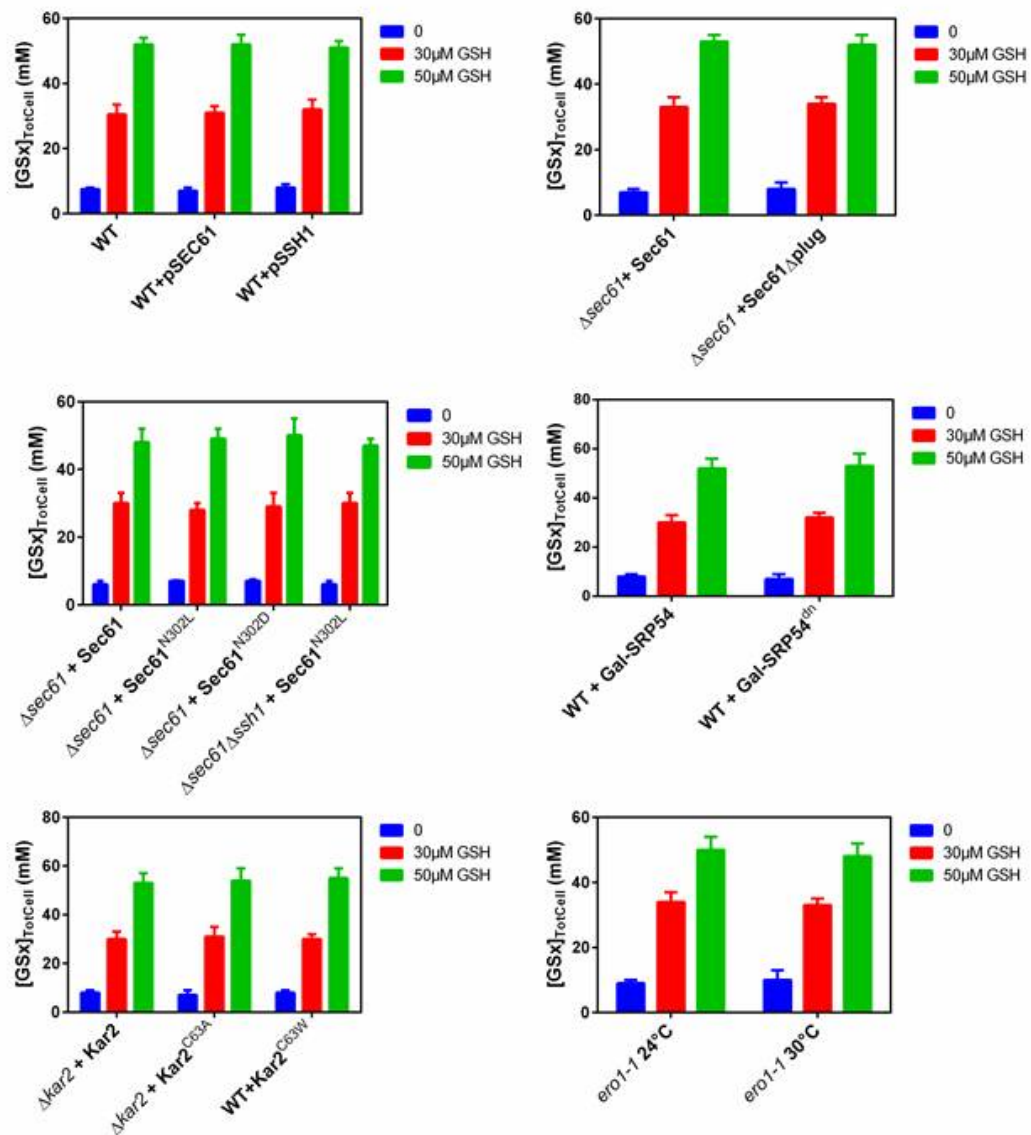 60
40
20
0
[GSx]TotCell (mM)
WT
WT+pSEC61
WT+pSSH1
0
30μM GSH
50μM GSH
60
40
20
0
[GSx]TotCell (mM)
Δsec61+ Sec61
Δsec61 +Sec61Δplug
0
30μM GSH
50μM GSH
60
40
20
0
[GSx]TotCell (mM)
Δsec61 + Sec61
Δsec61 + Sec61N302L
Δsec61 + Sec61N302D
Δsec61Δssh1 + Sec61N302L
0
30μM GSH
50μM GSH
80
60
40
20
0
[GSx]TotCell (mM)
WT + Gal-SRP54
WT + Gal-SRP54dn
0
30μM GSH
50μM GSH
80
60
40
20
0
[GSx]TotCell (mM)
Δkar2 + Kar2
Δkar2 + Kar2C63A
WT+Kar2C63W
0
30μM GSH
50μM GSH
60
40
20
0
[GSx]TotCell (mM)
ero1-1 24°C
ero1-1 30°C
0
30μM GSH
50μM GSH